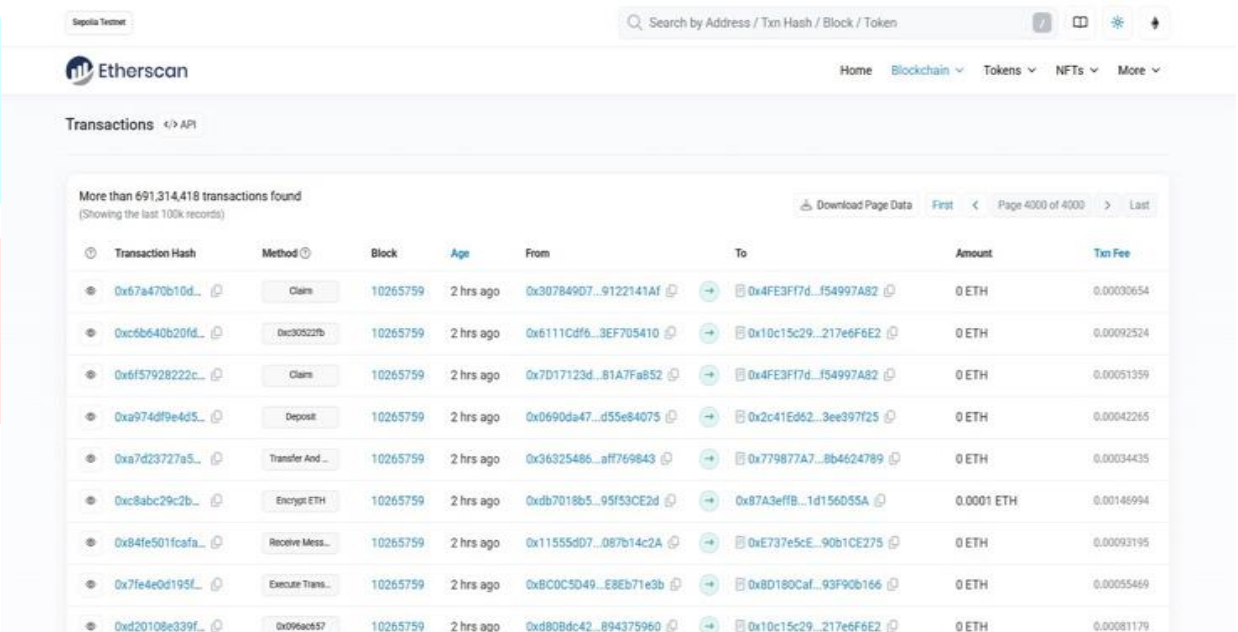 Sepolia Testnet
Search by Address / Txn Hash / Block / Token /
Etherscan
Home Blockchain Tokens NFTs More
Transactions </> API
More than 691,314,418 transactions found
(Showing the last 100k records)
Download Page Data First < Page 4000 of 4000 > Last
Transaction Hash Method Block Age From To Amount Txn Fee
0x67a470b10d... Claim 10265759 2 hrs ago 0x307849D7...9122141Af 0x4FE3Ff7d...f54997A82 0 ETH 0.00030654
0xc6b640b20fd... 0xc30522fb 10265759 2 hrs ago 0x6111Cdf6...3EF705410 0x10c15c29...217e6F6E2 0 ETH 0.00092524
0x6f57928222c... Claim 10265759 2 hrs ago 0x7D17123d...81A7Fa852 0x4FE3Ff7d...f54997A82 0 ETH 0.00051359
0xa974df9e4d5... Deposit 10265759 2 hrs ago 0x0690da47...d55e84075 0x2c41Ed62...3ee397f25 0 ETH 0.00042265
0xa7d23727a5... Transfer And ... 10265759 2 hrs ago 0x36325486...aff769843 0x779877A7...8b4624789 0 ETH 0.00034435
0xc8abc29c2b... Encrypt ETH 10265759 2 hrs ago 0xdb7018b5...95f53CE2d 0x87A3effB...1d156D55A 0.0001 ETH 0.00146994
0x84fe501fcafa... Receive Mess... 10265759 2 hrs ago 0x11555dD7...087b14c2A 0xE737e5cE...90b1CE275 0 ETH 0.00093195
0x7fe4e0d195f... Execute Trans... 10265759 2 hrs ago 0xBC0C5D49...E8Eb71e3b 0x8D180Caf...93F90b166 0 ETH 0.00055469
0xd20108e339f... 0x096ac657 10265759 2 hrs ago 0xd80Bdc42...894375960 0x10c15c29...217e6F6E2 0 ETH 0.00081179